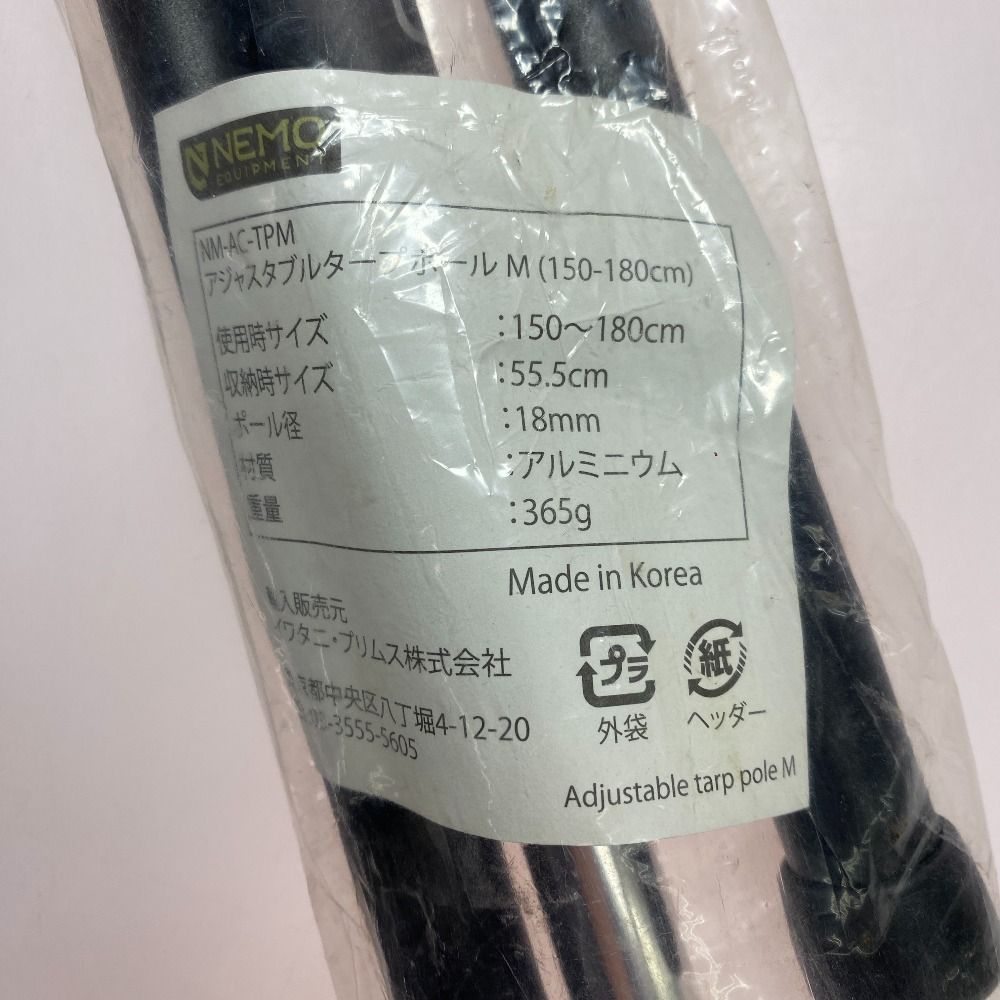 NEMO
EQUIPMENT
NM-AC-TPM
アジャスタブルタープポール M (150-180cm)
使用時サイズ :150～180cm
収納時サイズ :55.5cm
ポール径 :18mm
材質 :アルミニウム
重量 :365g
Made in Korea
入販売元
イワタニ・プリムス株式会社
京都中央区八丁堀4-12-20
03-3555-5605
プラ
外袋
紙
ヘッダー
Adjustable tarp pole M